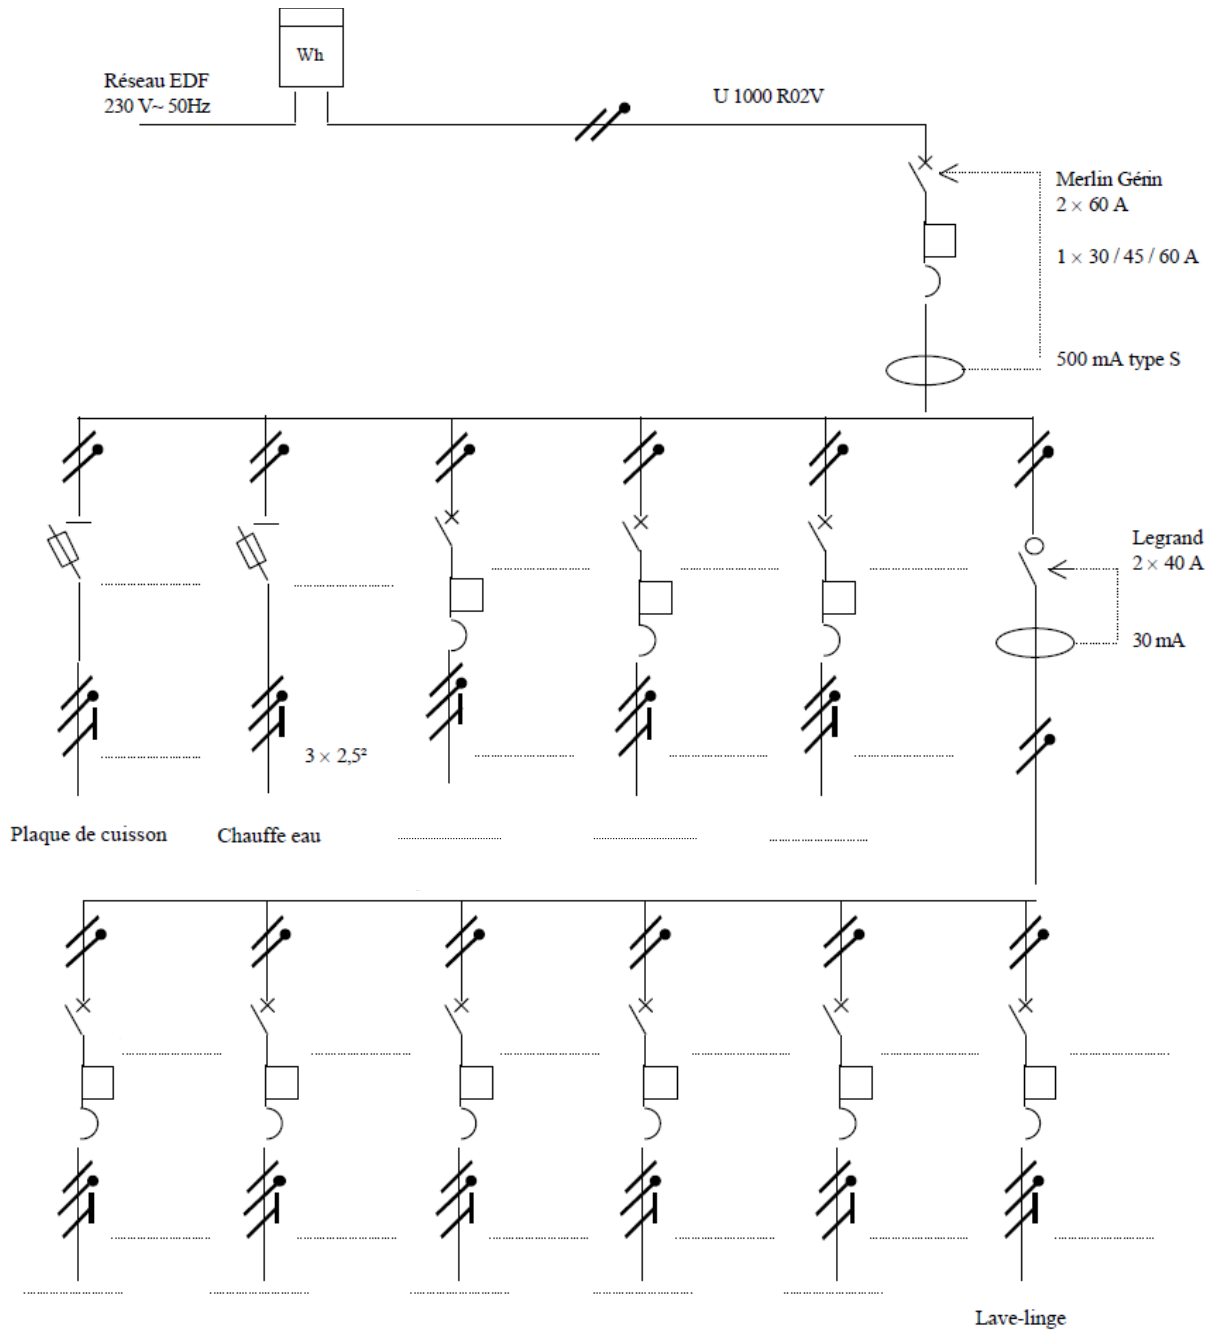 Wh
Réseau EDF
230 V~ 50Hz
U 1000 R02V
Merlin Gérin
2 × 60 A
1 × 30 / 45 / 60 A
500 mA type S
Legrand
2 × 40 A
30 mA
3 × 2,5²
Plaque de cuisson
Chauffe eau
Lave-linge